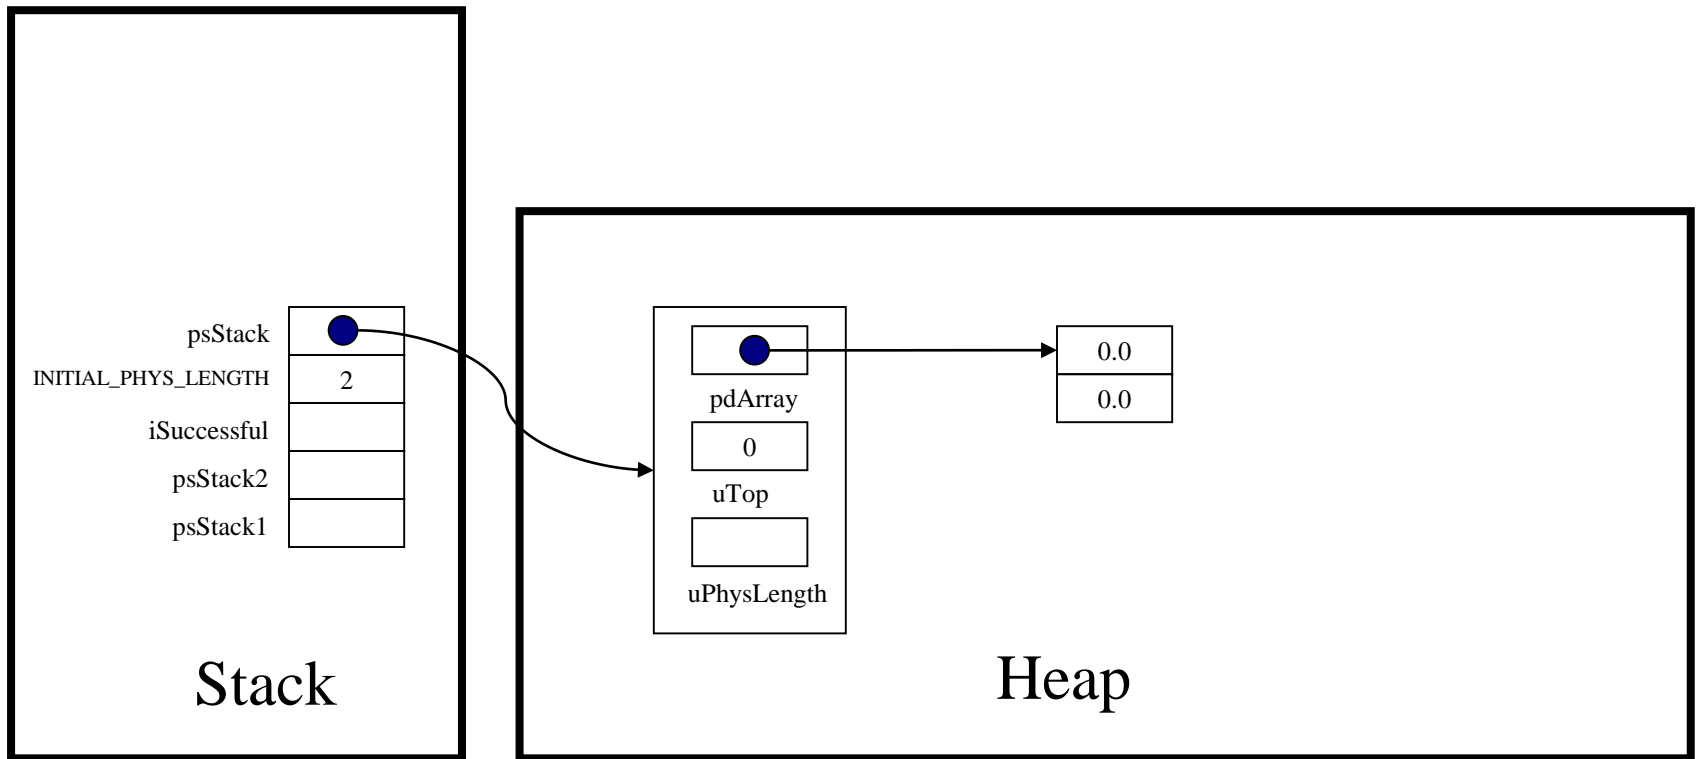 psStack
INITIAL_PHYS_LENGTH
2
iSuccessful
psStack2
psStack1
Stack
pdArray
0
uTop
uPhysLength
0.0
0.0
Heap